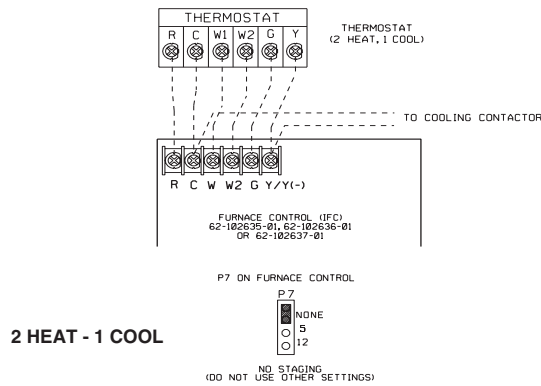 THERMOSTAT
R C W1 W2 G Y
THERMOSTAT
(2 HEAT, 1 COOL)
TO COOLING CONTACTOR
R C W W2 G Y/Y(-)
FURNACE CONTROL (IFC)
62-102635-01, 62-102636-01
OR 62-102637-01
P7 ON FURNACE CONTROL
P7
NONE
5
12
2 HEAT - 1 COOL
NO STAGING
(DO NOT USE OTHER SETTINGS)